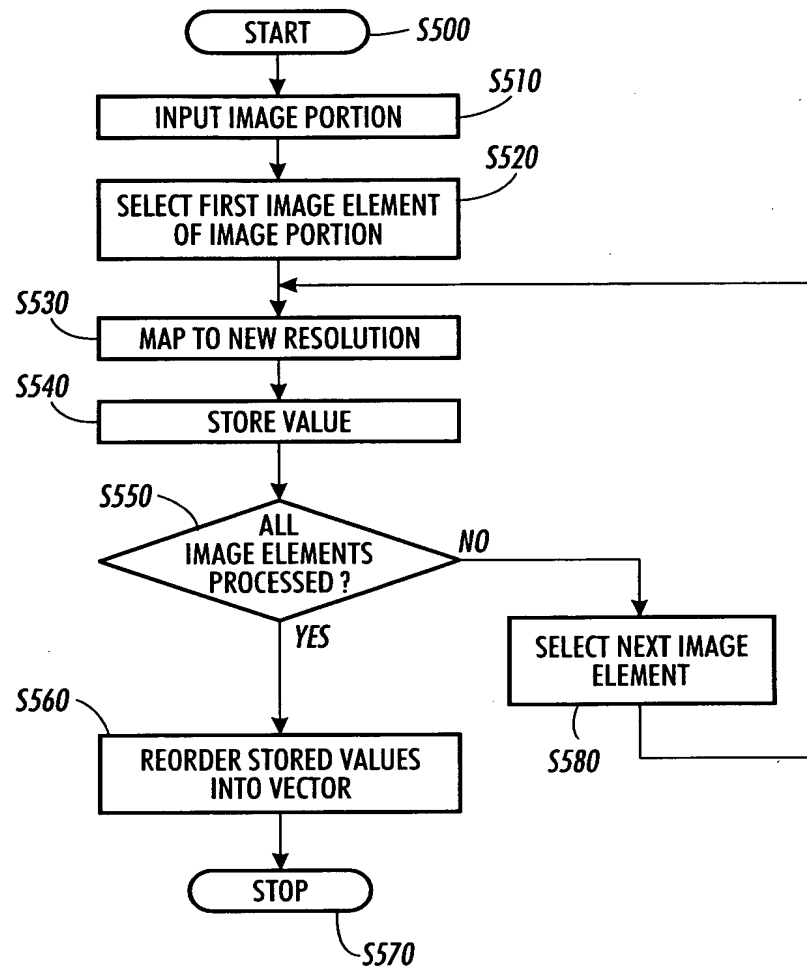 START
S500
S510
INPUT IMAGE PORTION
S520
SELECT FIRST IMAGE ELEMENT
OF IMAGE PORTION
S530
MAP TO NEW RESOLUTION
S540
STORE VALUE
S550
ALL
IMAGE ELEMENTS
PROCESSED ?
NO
YES
SELECT NEXT IMAGE
ELEMENT
S580
S560
REORDER STORED VALUES
INTO VECTOR
STOP
S570